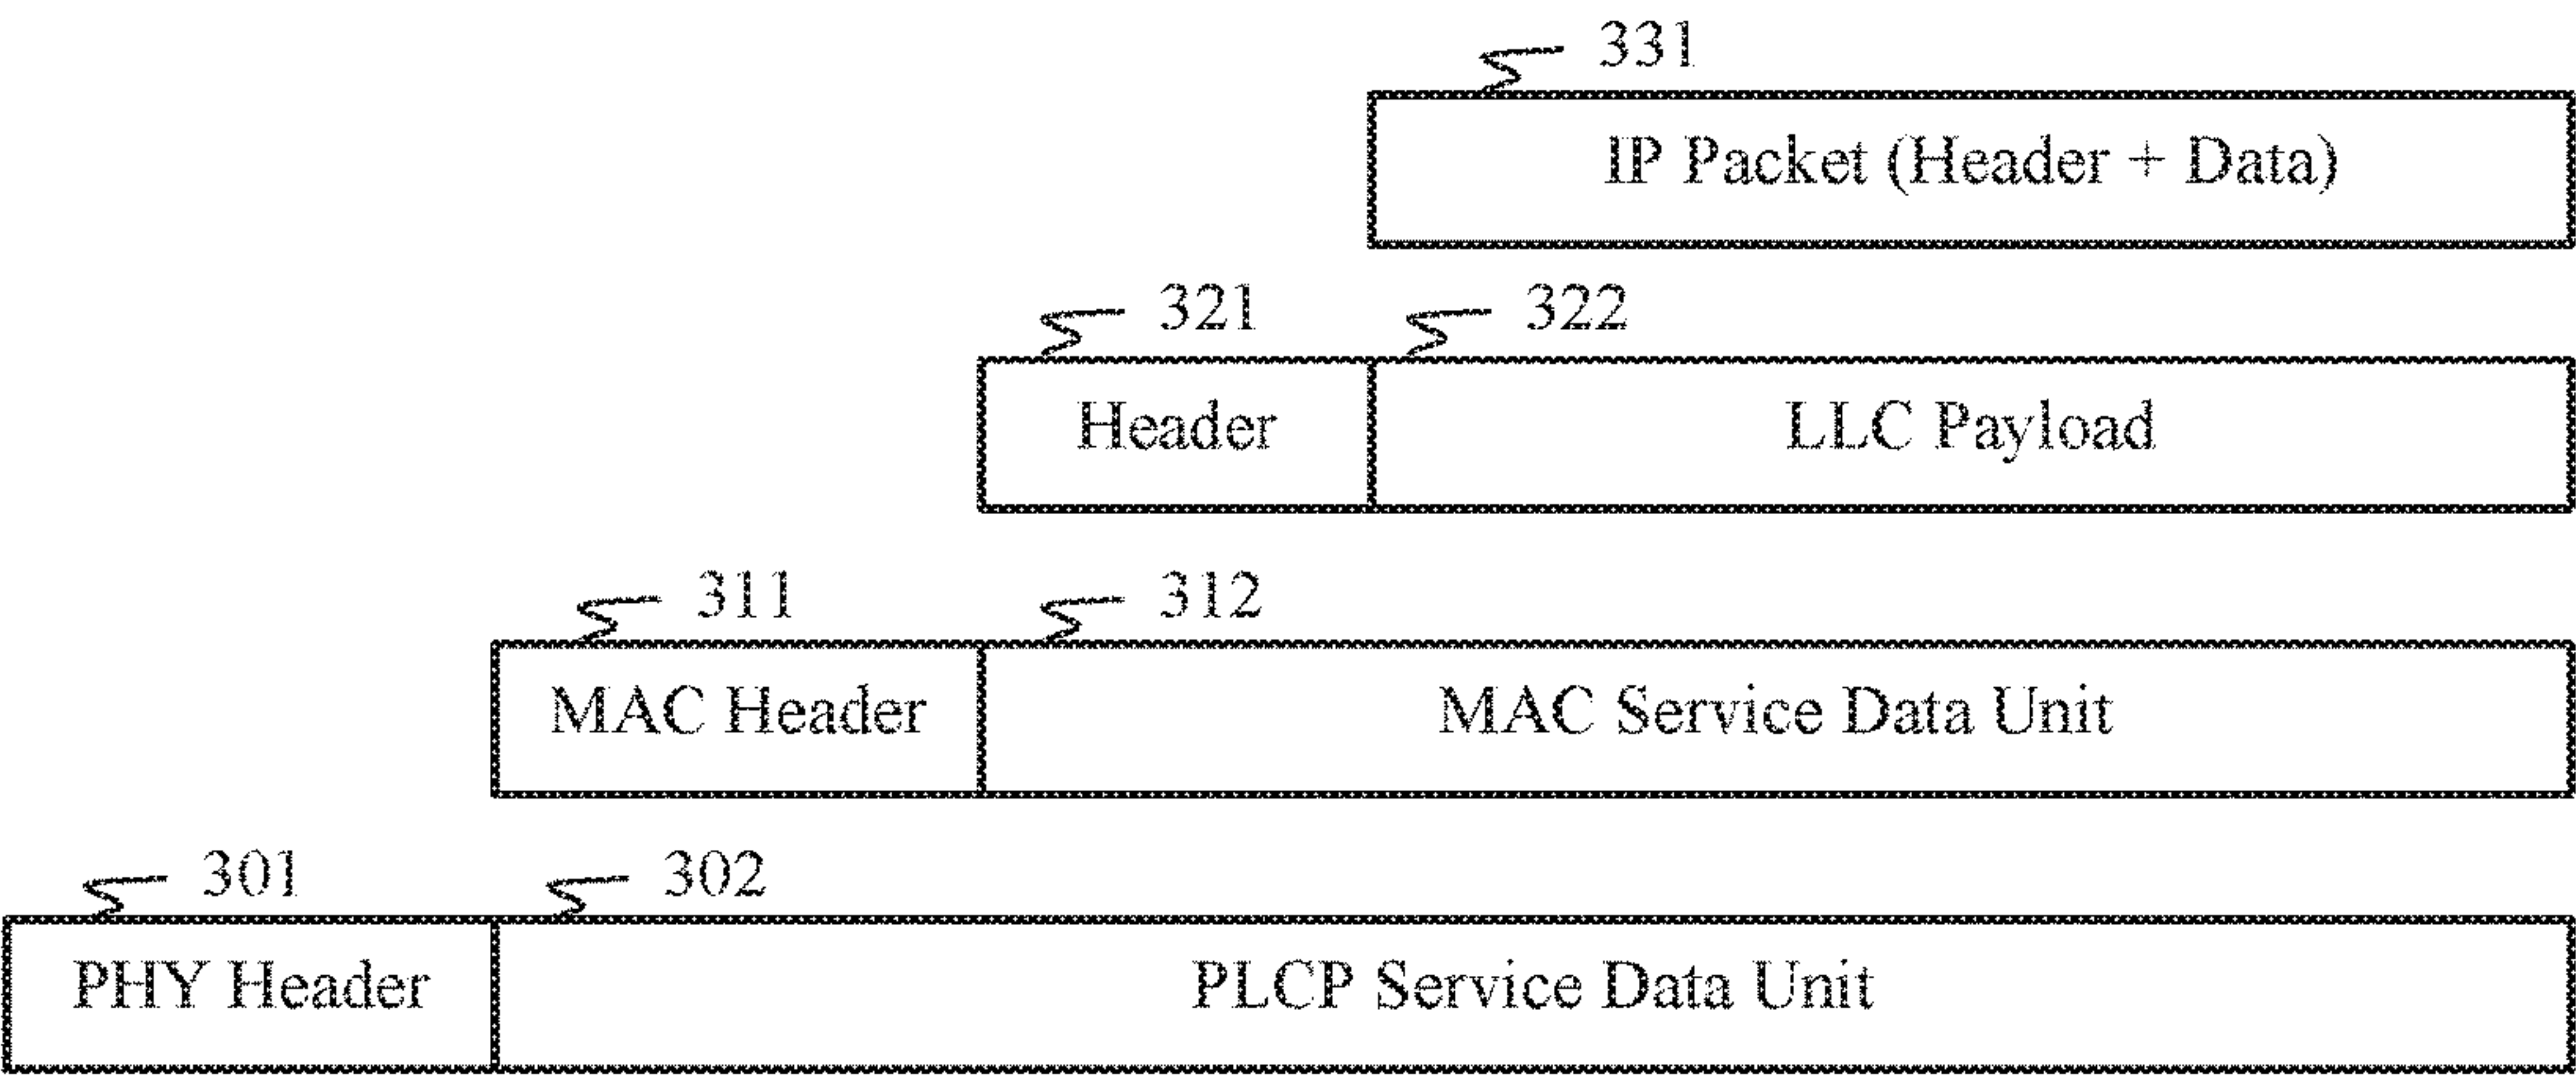 331
IP Packet (Header + Data)
321 322
Header LLC Payload
311 312
MAC Header MAC Service Data Unit
301 302
PHY Header PLCP Service Data Unit